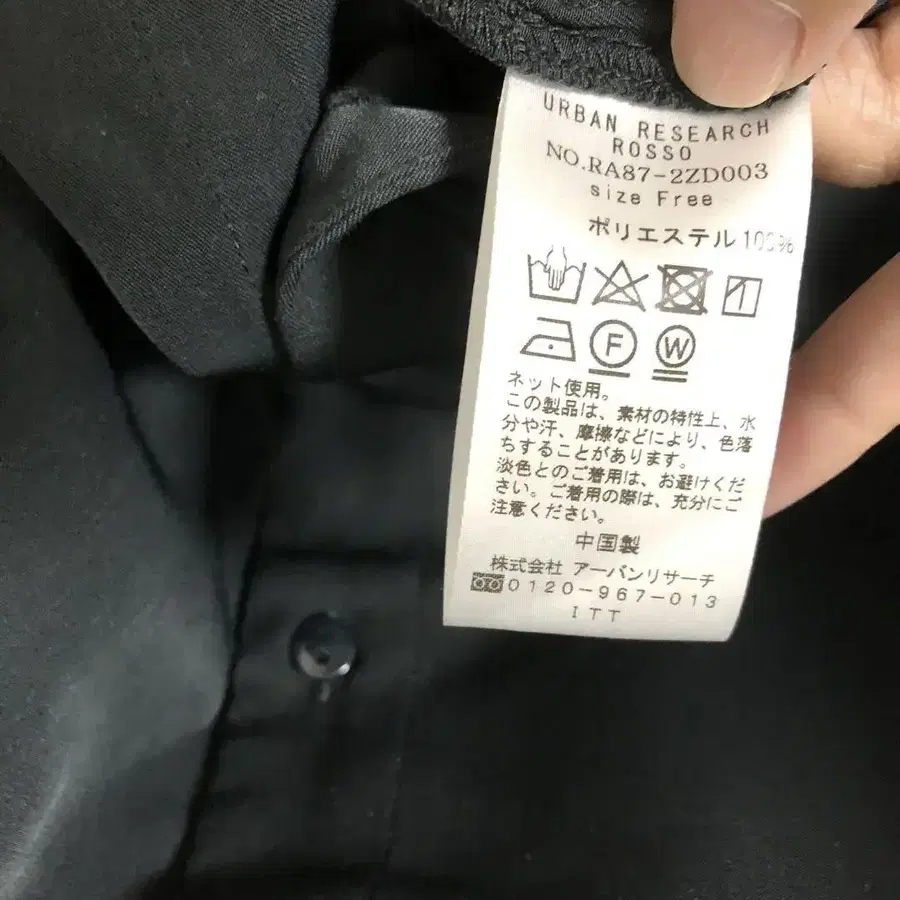 URBAN RESEARCH
ROSSO
NO.RA87-2ZD003
size Free
ポリエステル 100%
F W
ネット使用。
この製品は、素材の特性上、水
分や汗、摩擦などにより、色落
ちすることがあります。
淡色とのご着用は、お避けくだ
さい。ご着用の際は、充分にご
注意ください。
中国製
株式会社 アーバンリサーチ
0120-967-013
ITT